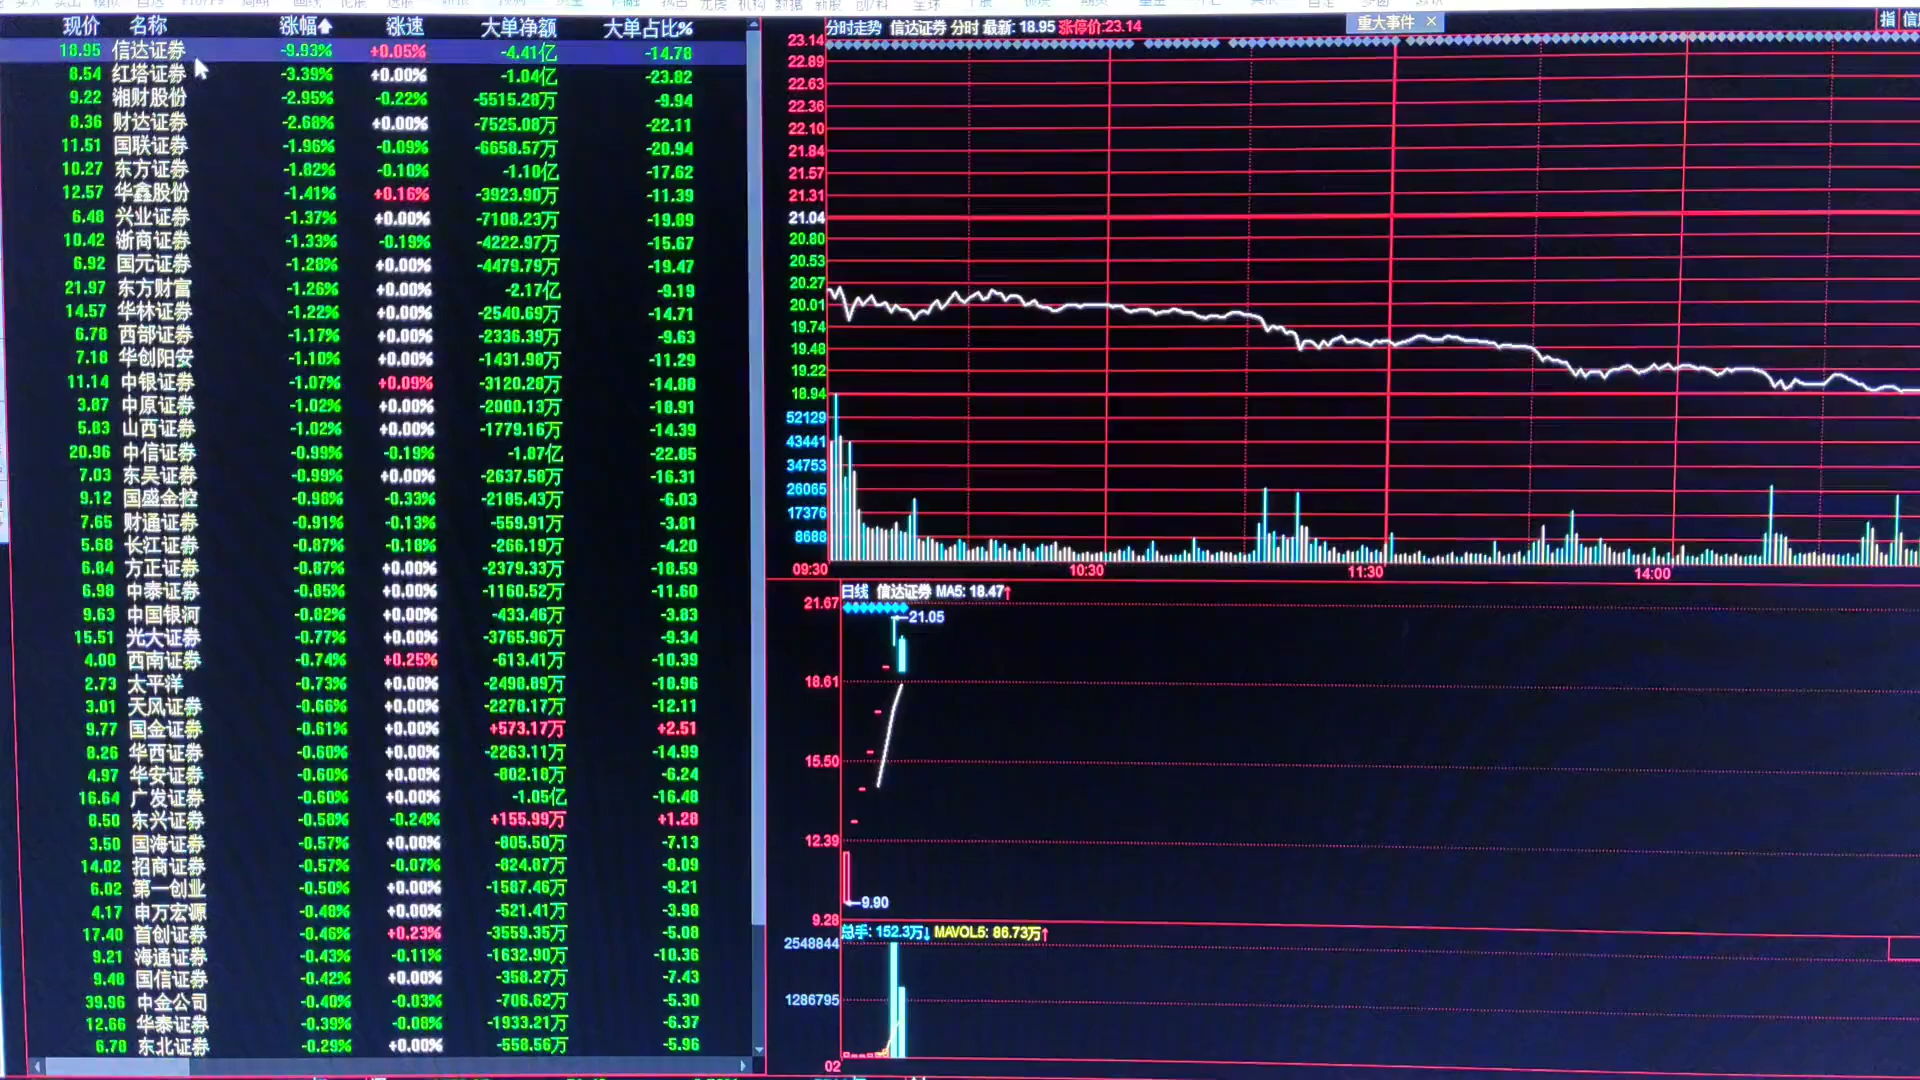 现价 名称 涨幅 涨速 大单净额 大单占比%
18.95 信达证券 -9.93% +0.05% -4.41亿 -14.78
8.54 红塔证券 -3.39% +0.00% -1.04亿 -23.82
9.22 湘财股份 -2.95% -0.22% -5515.28万 -9.94
8.36 财达证券 -2.68% +0.00% -7525.08万 -22.11
11.51 国联证券 -1.96% -0.09% -6658.57万 -20.94
10.27 东方证券 -1.82% -0.10% -1.10亿 -17.62
12.57 华鑫股份 -1.41% +0.16% -3923.90万 -11.39
6.48 兴业证券 -1.37% +0.00% -7108.23万 -19.89
10.42 浙商证券 -1.33% -0.19% -4222.97万 -15.67
6.92 国元证券 -1.28% +0.00% -4479.79万 -19.47
21.97 东方财富 -1.26% +0.00% -2.17亿 -9.19
14.57 华林证券 -1.22% +0.00% -2540.69万 -14.71
6.78 西部证券 -1.17% +0.00% -2336.39万 -9.63
7.18 华创阳安 -1.10% +0.00% -1431.98万 -11.29
11.14 中银证券 -1.07% +0.09% -3120.28万 -14.88
3.87 中原证券 -1.02% +0.00% -2000.13万 -18.91
5.83 山西证券 -1.02% +0.00% -1779.16万 -14.39
20.96 中信证券 -0.99% -0.19% -1.87亿 -22.85
7.03 东吴证券 -0.99% +0.00% -2637.58万 -16.31
9.12 国盛金控 -0.98% -0.33% -2185.43万 -6.03
7.65 财通证券 -0.91% -0.13% -559.91万 -3.81
5.68 长江证券 -0.87% -0.18% -266.19万 -4.20
6.84 方正证券 -0.87% +0.00% -2379.33万 -18.59
6.98 中泰证券 -0.85% +0.00% -1160.52万 -11.60
9.63 中国银河 -0.82% +0.00% -433.46万 -3.83
15.51 光大证券 -0.77% +0.00% -3765.96万 -9.34
4.00 西南证券 -0.74% +0.25% -613.41万 -10.39
2.73 太平洋 -0.73% +0.00% -2498.89万 -18.96
3.01 天风证券 -0.66% +0.00% -2278.17万 -12.11
9.77 国金证券 -0.61% +0.00% +573.17万 +2.51
8.26 华西证券 -0.60% +0.00% -2263.11万 -14.99
4.97 华安证券 -0.60% +0.00% -802.18万 -6.24
16.64 广发证券 -0.60% +0.00% -1.05亿 -16.48
8.50 东兴证券 -0.58% -0.24% +155.99万 +1.28
3.50 国海证券 -0.57% +0.00% -805.50万 -7.13
14.02 招商证券 -0.57% -0.07% -824.87万 -8.09
6.02 第一创业 -0.50% +0.00% -1587.46万 -9.21
4.17 申万宏源 -0.48% +0.00% -521.41万 -3.98
17.40 首创证券 -0.46% +0.23% -3559.35万 -5.08
9.21 海通证券 -0.43% -0.11% -1632.90万 -10.36
9.48 国信证券 -0.42% +0.00% -358.27万 -7.43
39.96 中金公司 -0.40% -0.03% -706.62万 -5.30
12.66 华泰证券 -0.39% -0.08% -1933.21万 -6.37
6.78 东北证券 -0.29% +0.00% -558.56万 -5.96
分时走势 信达证券 分时 最新: 18.95 涨停价:23.14
重大事件 ×
指
23.14
22.89
22.63
22.36
22.10
21.84
21.57
21.31
21.04
20.80
20.53
20.27
20.01
19.74
19.48
19.22
18.94
52129
43441
34753
26065
17376
8688
09:30 10:30 11:30 14:00
日线 信达证券 MA5: 18.47↑
21.67
21.05
18.61
15.50
12.39
9.90
9.28
总手: 152.3万↓ MAVOL5: 86.73万↑
2548844
1286795
02